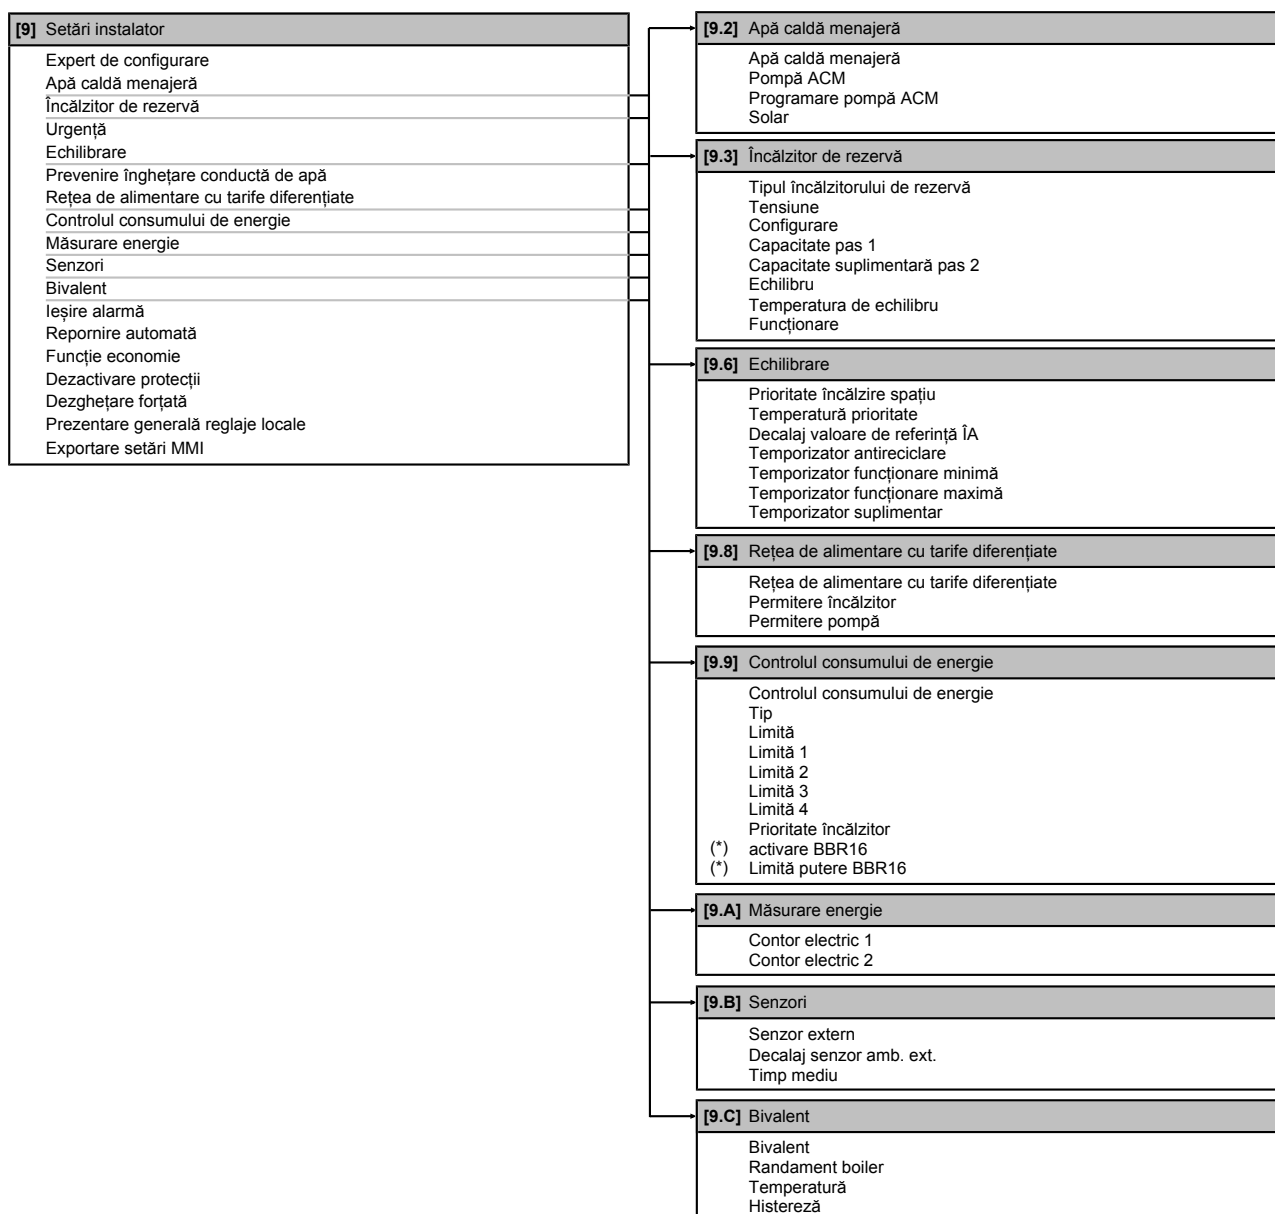 [9] Setări instalator
Expert de configurare
Apă caldă menajeră
Încălzitor de rezervă
Urgență
Echilibrare
Prevenire înghețare conductă de apă
Rețea de alimentare cu tarife diferențiate
Controlul consumului de energie
Măsurare energie
Senzori
Bivalent
Ieșire alarmă
Repornire automată
Funcție economie
Dezactivare protecții
Dezghețare forțată
Prezentare generală reglaje locale
Exportare setări MMI
[9.2] Apă caldă menajeră
Apă caldă menajeră
Pompă ACM
Programare pompă ACM
Solar
[9.3] Încălzitor de rezervă
Tipul încălzitorului de rezervă
Tensiune
Configurare
Capacitate pas 1
Capacitate suplimentară pas 2
Echilibru
Temperatura de echilibru
Funcționare
[9.6] Echilibrare
Prioritate încălzire spațiu
Temperatură prioritate
Decalaj valoare de referință ÎA
Temporizator antireciclare
Temporizator funcționare minimă
Temporizator funcționare maximă
Temporizator suplimentar
[9.8] Rețea de alimentare cu tarife diferențiate
Rețea de alimentare cu tarife diferențiate
Permitere încălzitor
Permitere pompă
[9.9] Controlul consumului de energie
Controlul consumului de energie
Tip
Limită
Limită 1
Limită 2
Limită 3
Limită 4
Prioritate încălzitor
(*) activare BBR16
(*) Limită putere BBR16
[9.A] Măsurare energie
Contor electric 1
Contor electric 2
[9.B] Senzori
Senzor extern
Decalaj senzor amb. ext.
Timp mediu
[9.C] Bivalent
Bivalent
Randament boiler
Temperatură
Histereză